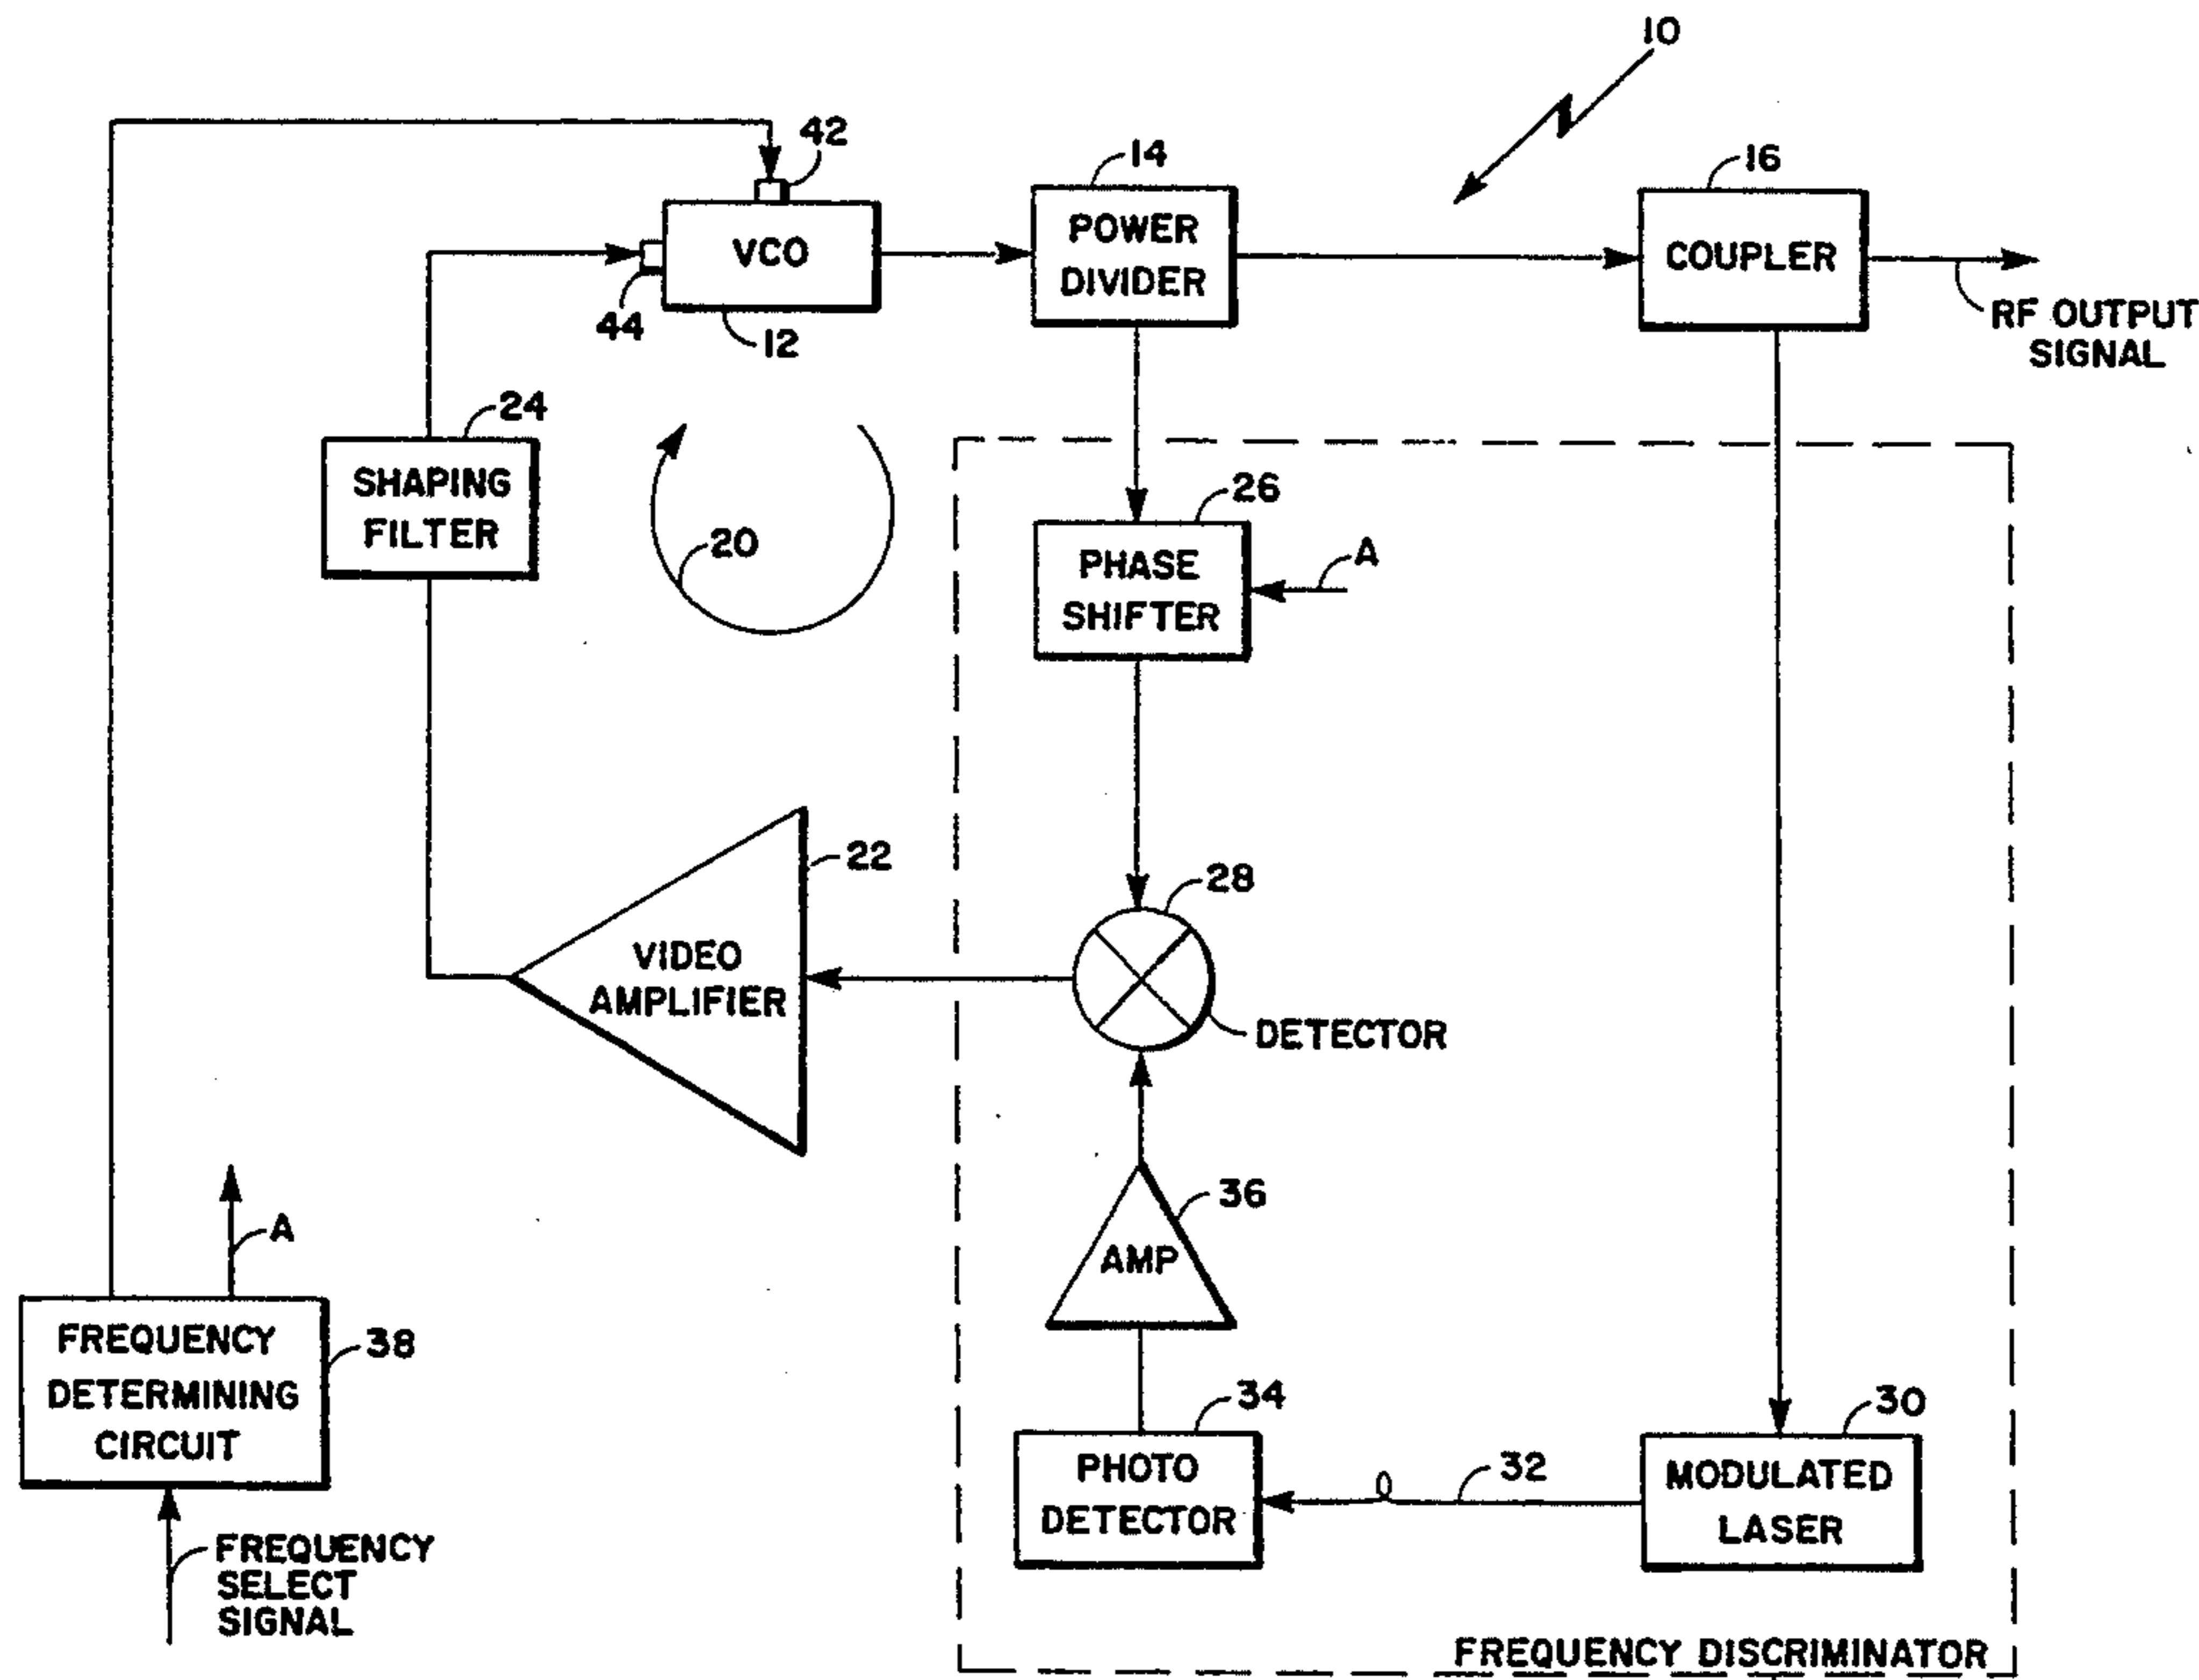 10
42
14
16
VCO
POWER
DIVIDER
COUPLER
44
12
RF OUTPUT
SIGNAL
24
SHAPING
FILTER
26
20
PHASE
SHIFTER
A
22
28
VIDEO
AMPLIFIER
DETECTOR
36
A
AMP
FREQUENCY
DETERMINING
CIRCUIT
38
34
30
PHOTO
DETECTOR
32
MODULATED
LASER
FREQUENCY
SELECT
SIGNAL
FREQUENCY DISCRIMINATOR